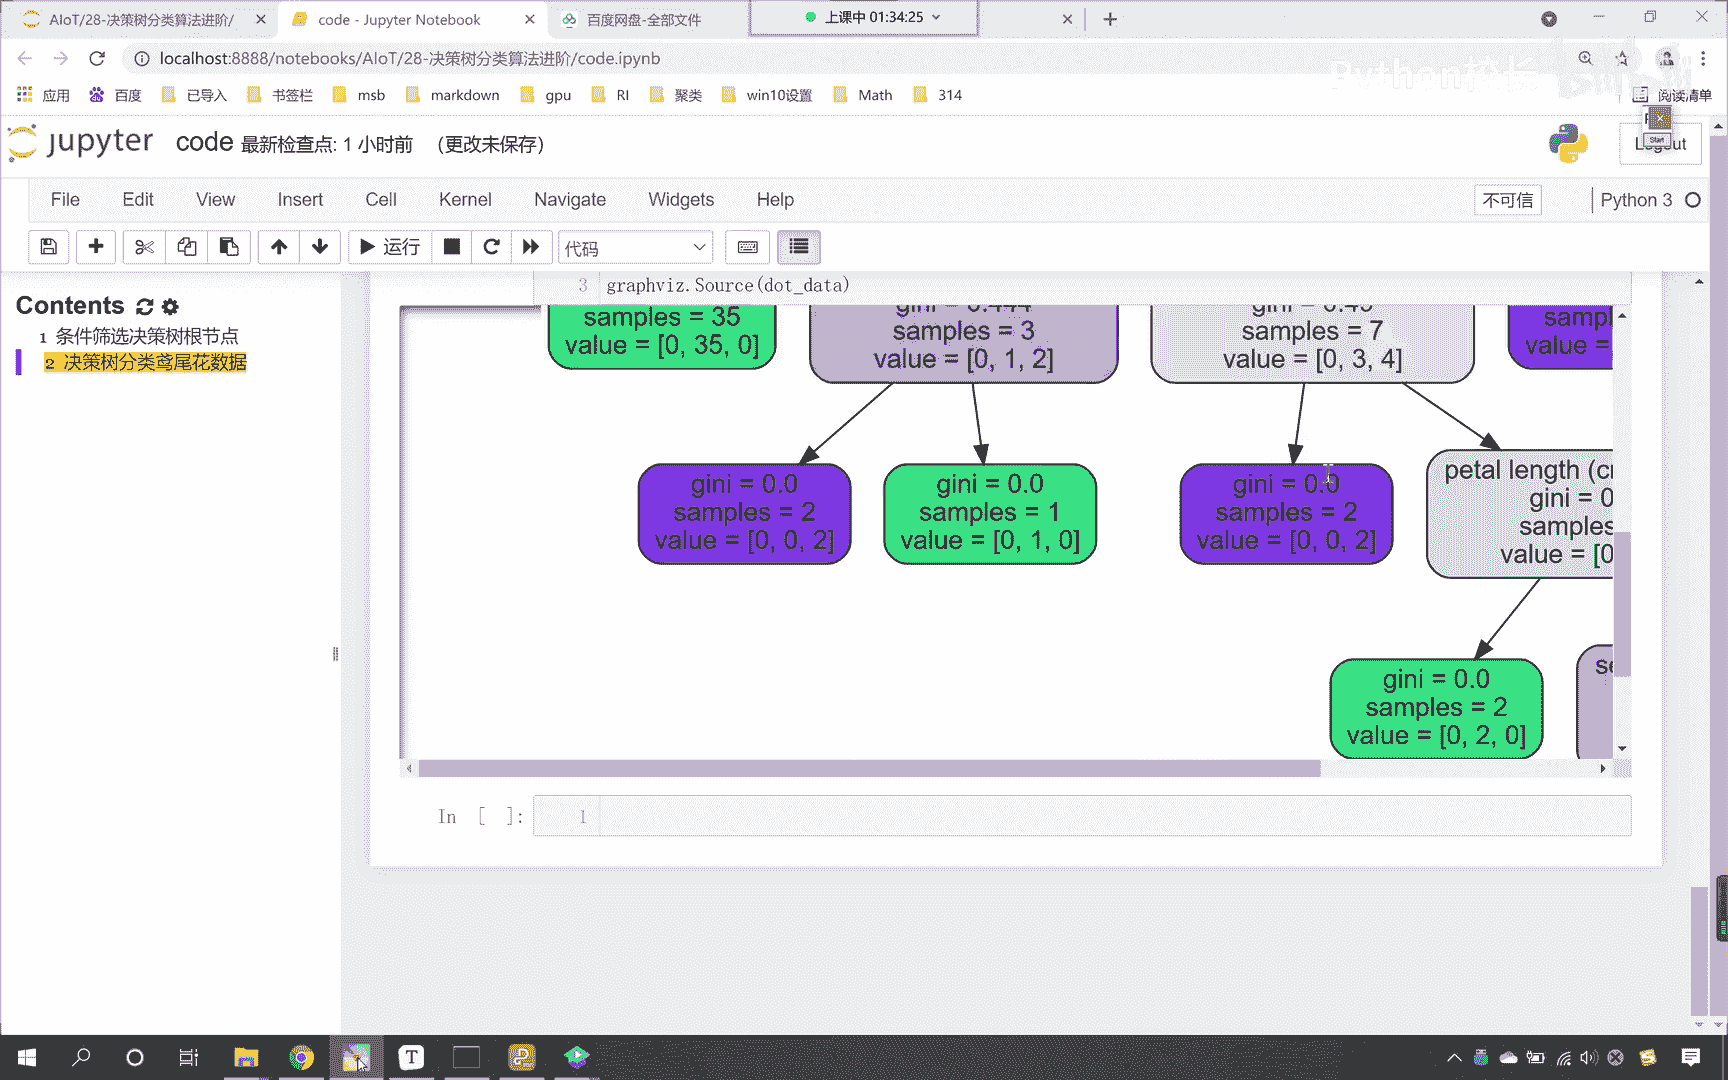 AIoT/28-决策树分类算法进阶/
code - Jupyter Notebook
百度网盘-全部文件
上课中 01:34:25
localhost:8888/notebooks/AIoT/28-决策树分类算法进阶/code.ipynb
应用
百度
已导入
书签栏
msb
markdown
gpu
RI
聚类
win10设置
Math
314
阅读清单
jupyter
code
最新检查点: 1 小时前
(更改未保存)
Start
File
Edit
View
Insert
Cell
Kernel
Navigate
Widgets
Help
不可信
Python 3
运行
代码
Contents
1 条件筛选决策树根节点
2 决策树分类鸢尾花数据
3 graphviz.Source(dot_data)
samples = 35
value = [0, 35, 0]
gini = 0.444
samples = 3
value = [0, 1, 2]
samples = 7
value = [0, 3, 4]
value =
gini = 0.0
samples = 2
value = [0, 0, 2]
gini = 0.0
samples = 1
value = [0, 1, 0]
gini = 0.0
samples = 2
value = [0, 0, 2]
petal length (c
gini = 0
samples
value = [0
gini = 0.0
samples = 2
value = [0, 2, 0]
In [ ]:
1